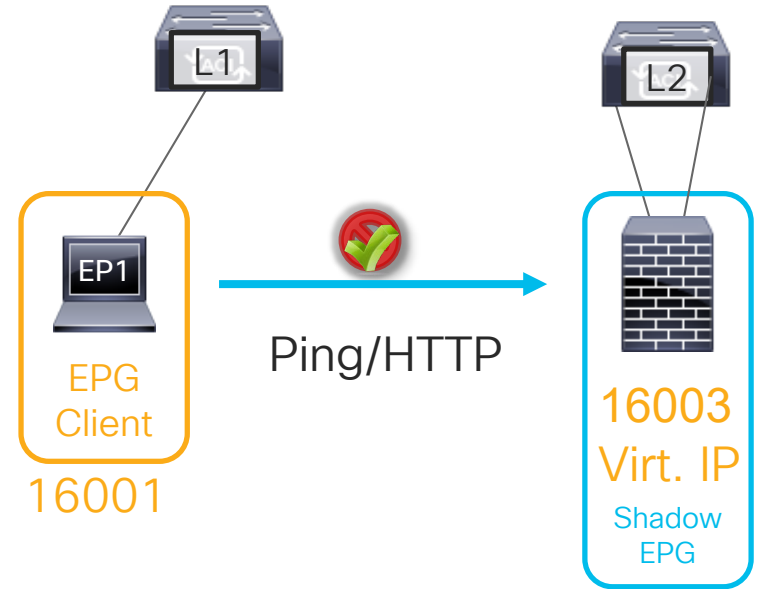 L1
L2
EP1
EPG
Client
16001
Ping/HTTP
16003
Virt. IP
Shadow
EPG